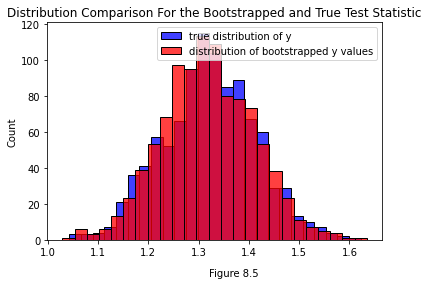 Distribution Comparison For the Bootstrapped and True Test Statistic
true distribution of y
distribution of bootstrapped y values
120
100
80
60
40
20
0
Count
1.0 1.1 1.2 1.3 1.4 1.5 1.6
Figure 8.5